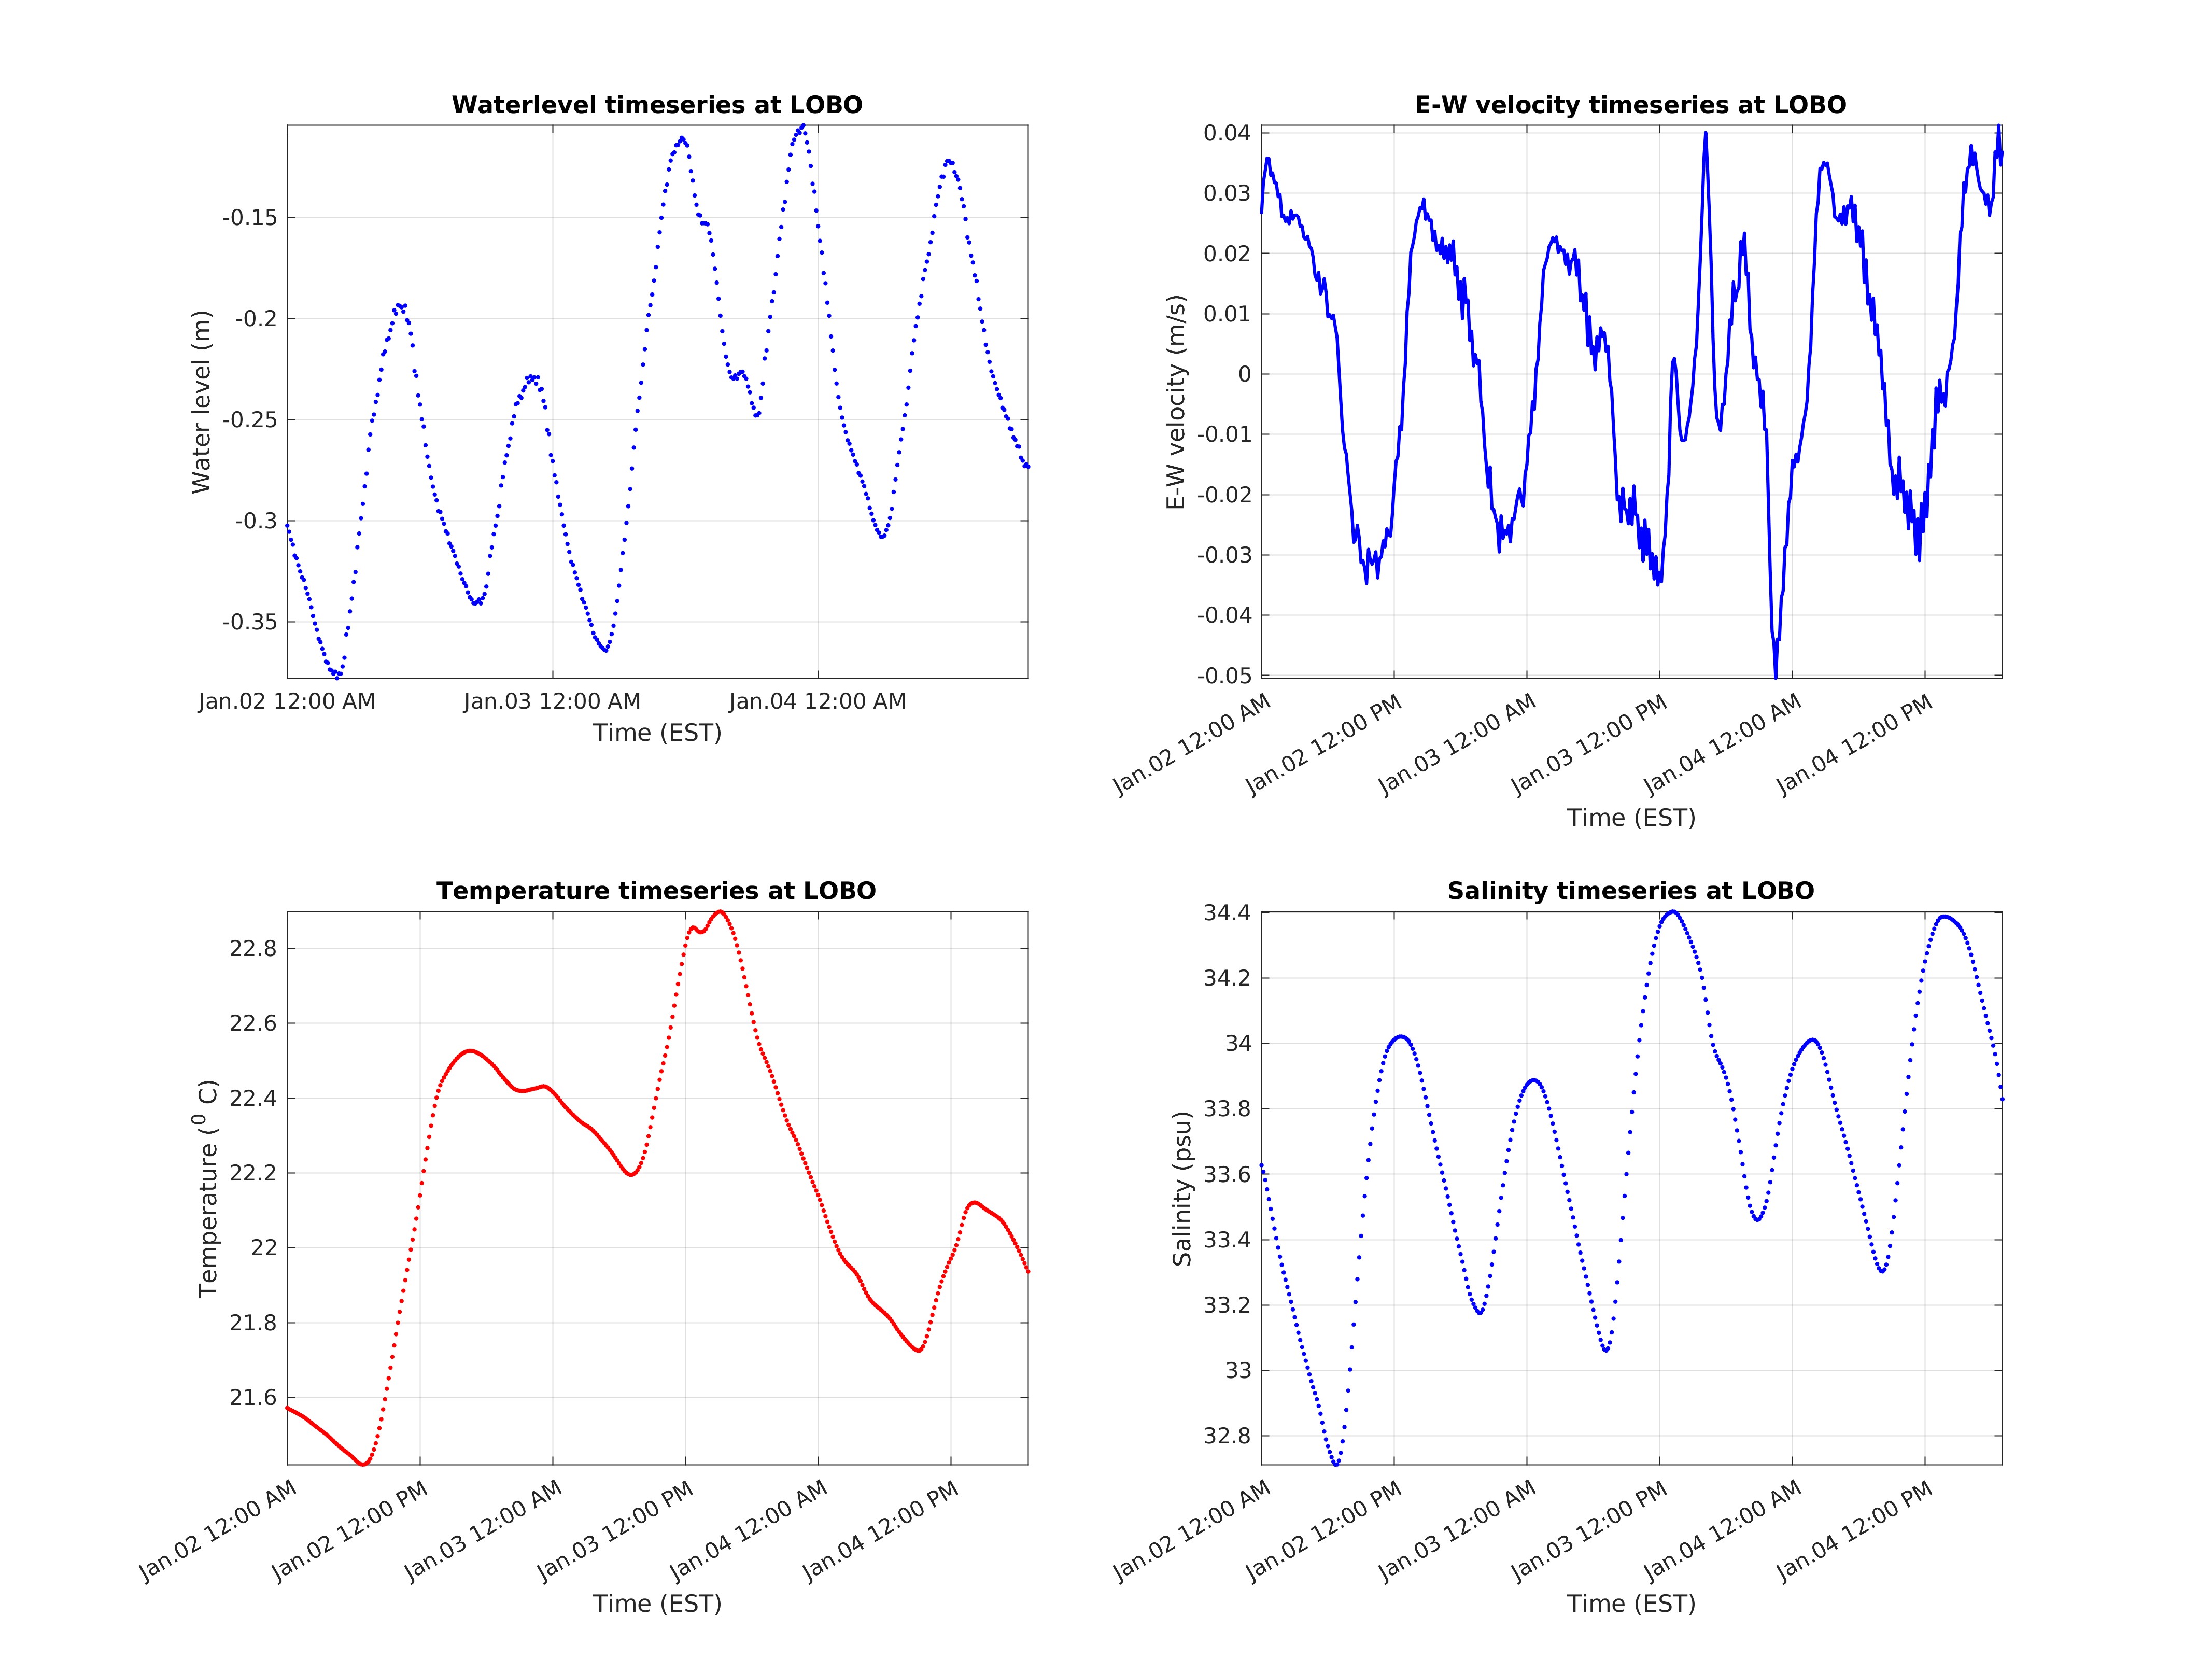 Waterlevel timeseries at LOBO
-0.15
-0.2
-0.25
-0.3
-0.35
Water level (m)
Jan.02 12:00 AM
Jan.03 12:00 AM
Jan.04 12:00 AM
Time (EST)
E-W velocity timeseries at LOBO
0.04
0.03
0.02
0.01
0
-0.01
-0.02
-0.03
-0.04
-0.05
E-W velocity (m/s)
Jan.02 12:00 AM
Jan.02 12:00 PM
Jan.03 12:00 AM
Jan.03 12:00 PM
Jan.04 12:00 AM
Jan.04 12:00 PM
Time (EST)
Temperature timeseries at LOBO
22.8
22.6
22.4
22.2
22
21.8
21.6
Temperature (⁰ C)
Jan.02 12:00 AM
Jan.02 12:00 PM
Jan.03 12:00 AM
Jan.03 12:00 PM
Jan.04 12:00 AM
Jan.04 12:00 PM
Time (EST)
Salinity timeseries at LOBO
34.4
34.2
34
33.8
33.6
33.4
33.2
33
32.8
Salinity (psu)
Jan.02 12:00 AM
Jan.02 12:00 PM
Jan.03 12:00 AM
Jan.03 12:00 PM
Jan.04 12:00 AM
Jan.04 12:00 PM
Time (EST)